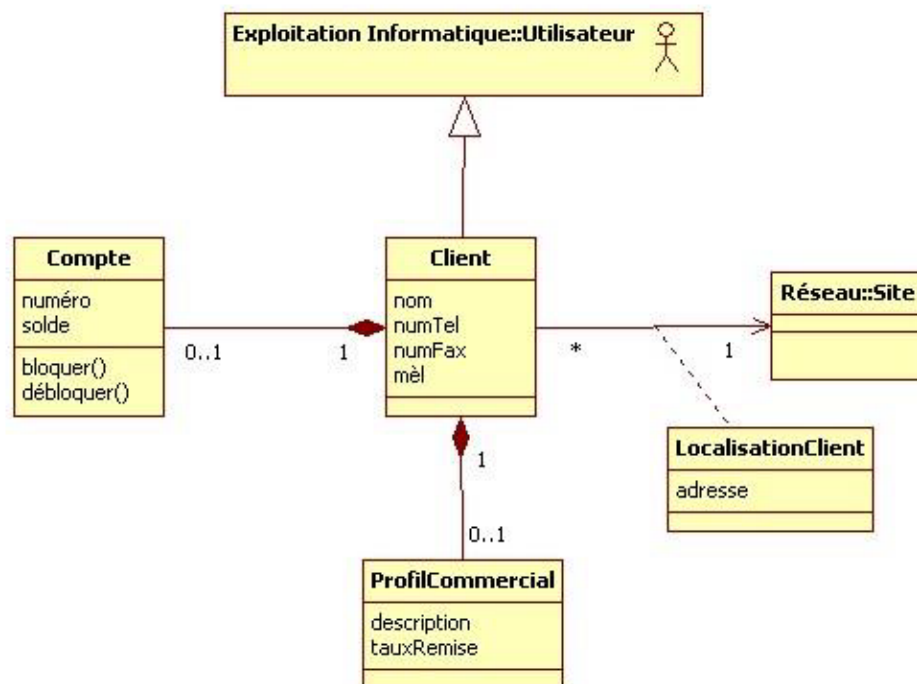 Exploitation Informatique::Utilisateur
Compte
numéro
solde
bloquer()
débloquer()
0..1
1
Client
nom
numTel
numFax
mèl
*
1
Réseau::Site
LocalisationClient
adresse
1
0..1
ProfilCommercial
description
tauxRemise